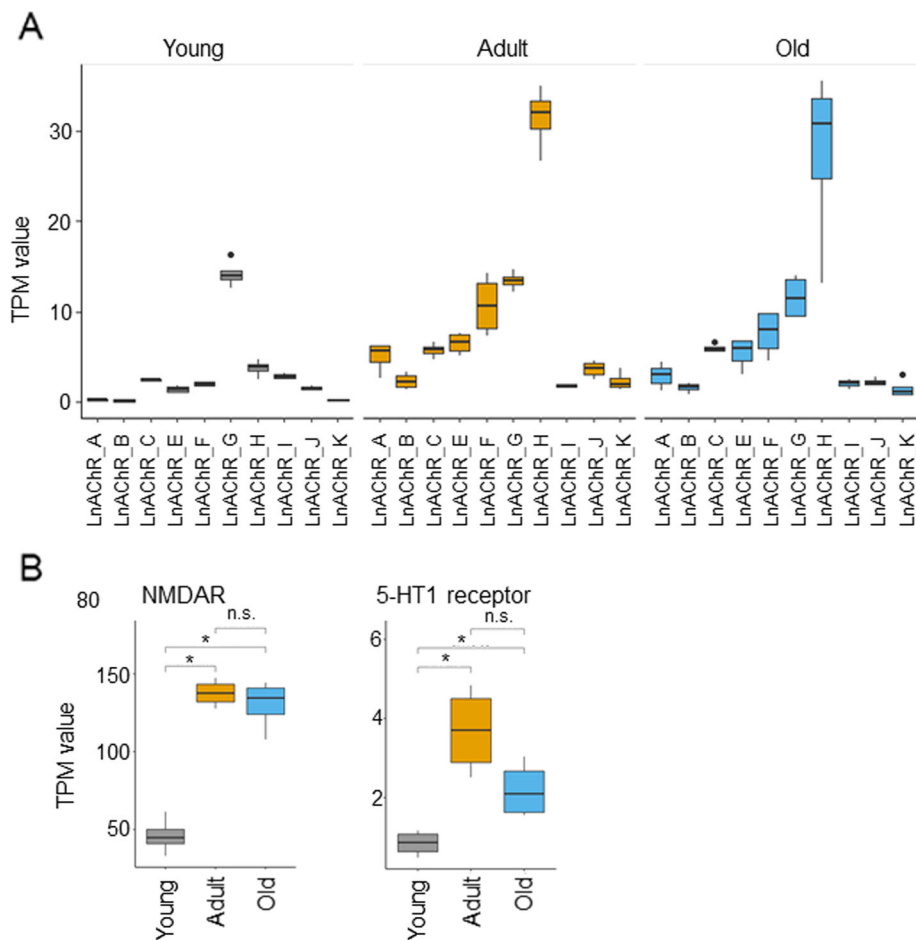 A
Young Adult Old
TPM value
30
20
10
0
LnAChR_A
LnAChR_B
LnAChR_C
LnAChR_E
LnAChR_F
LnAChR_G
LnAChR_H
LnAChR_I
LnAChR_J
LnAChR_K
LnAChR_A
LnAChR_B
LnAChR_C
LnAChR_E
LnAChR_F
LnAChR_G
LnAChR_H
LnAChR_I
LnAChR_J
LnAChR_K
LnAChR_A
LnAChR_B
LnAChR_C
LnAChR_E
LnAChR_F
LnAChR_G
LnAChR_H
LnAChR_I
LnAChR_J
LnAChR_K
B
80
NMDAR
n.s.
*
*
TPM value
150
100
50
Young
Adult
Old
5-HT1 receptor
n.s.
*
*
6
4
2
Young
Adult
Old